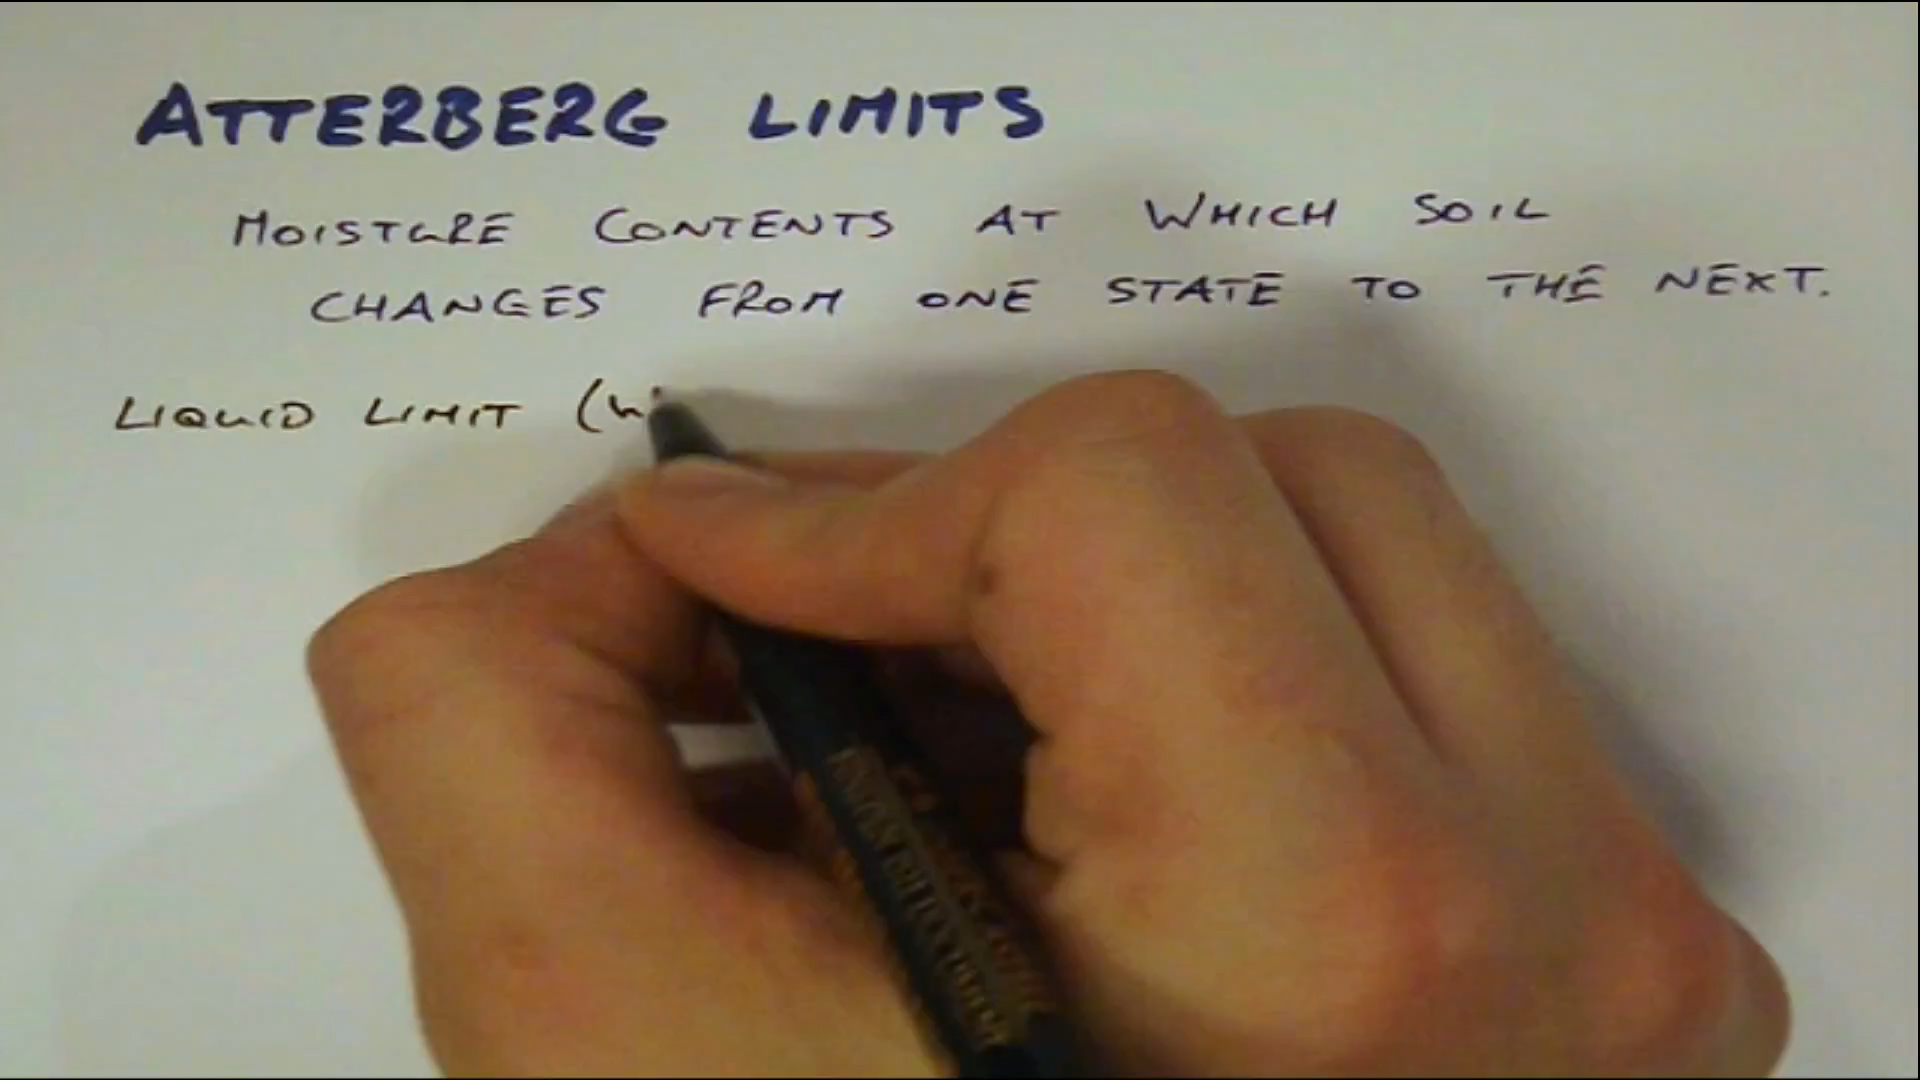 ATTERBERG LIMITS
MOISTURE CONTENTS AT WHICH SOIL
CHANGES FROM ONE STATE TO THE NEXT.
LIQUID LIMIT (w